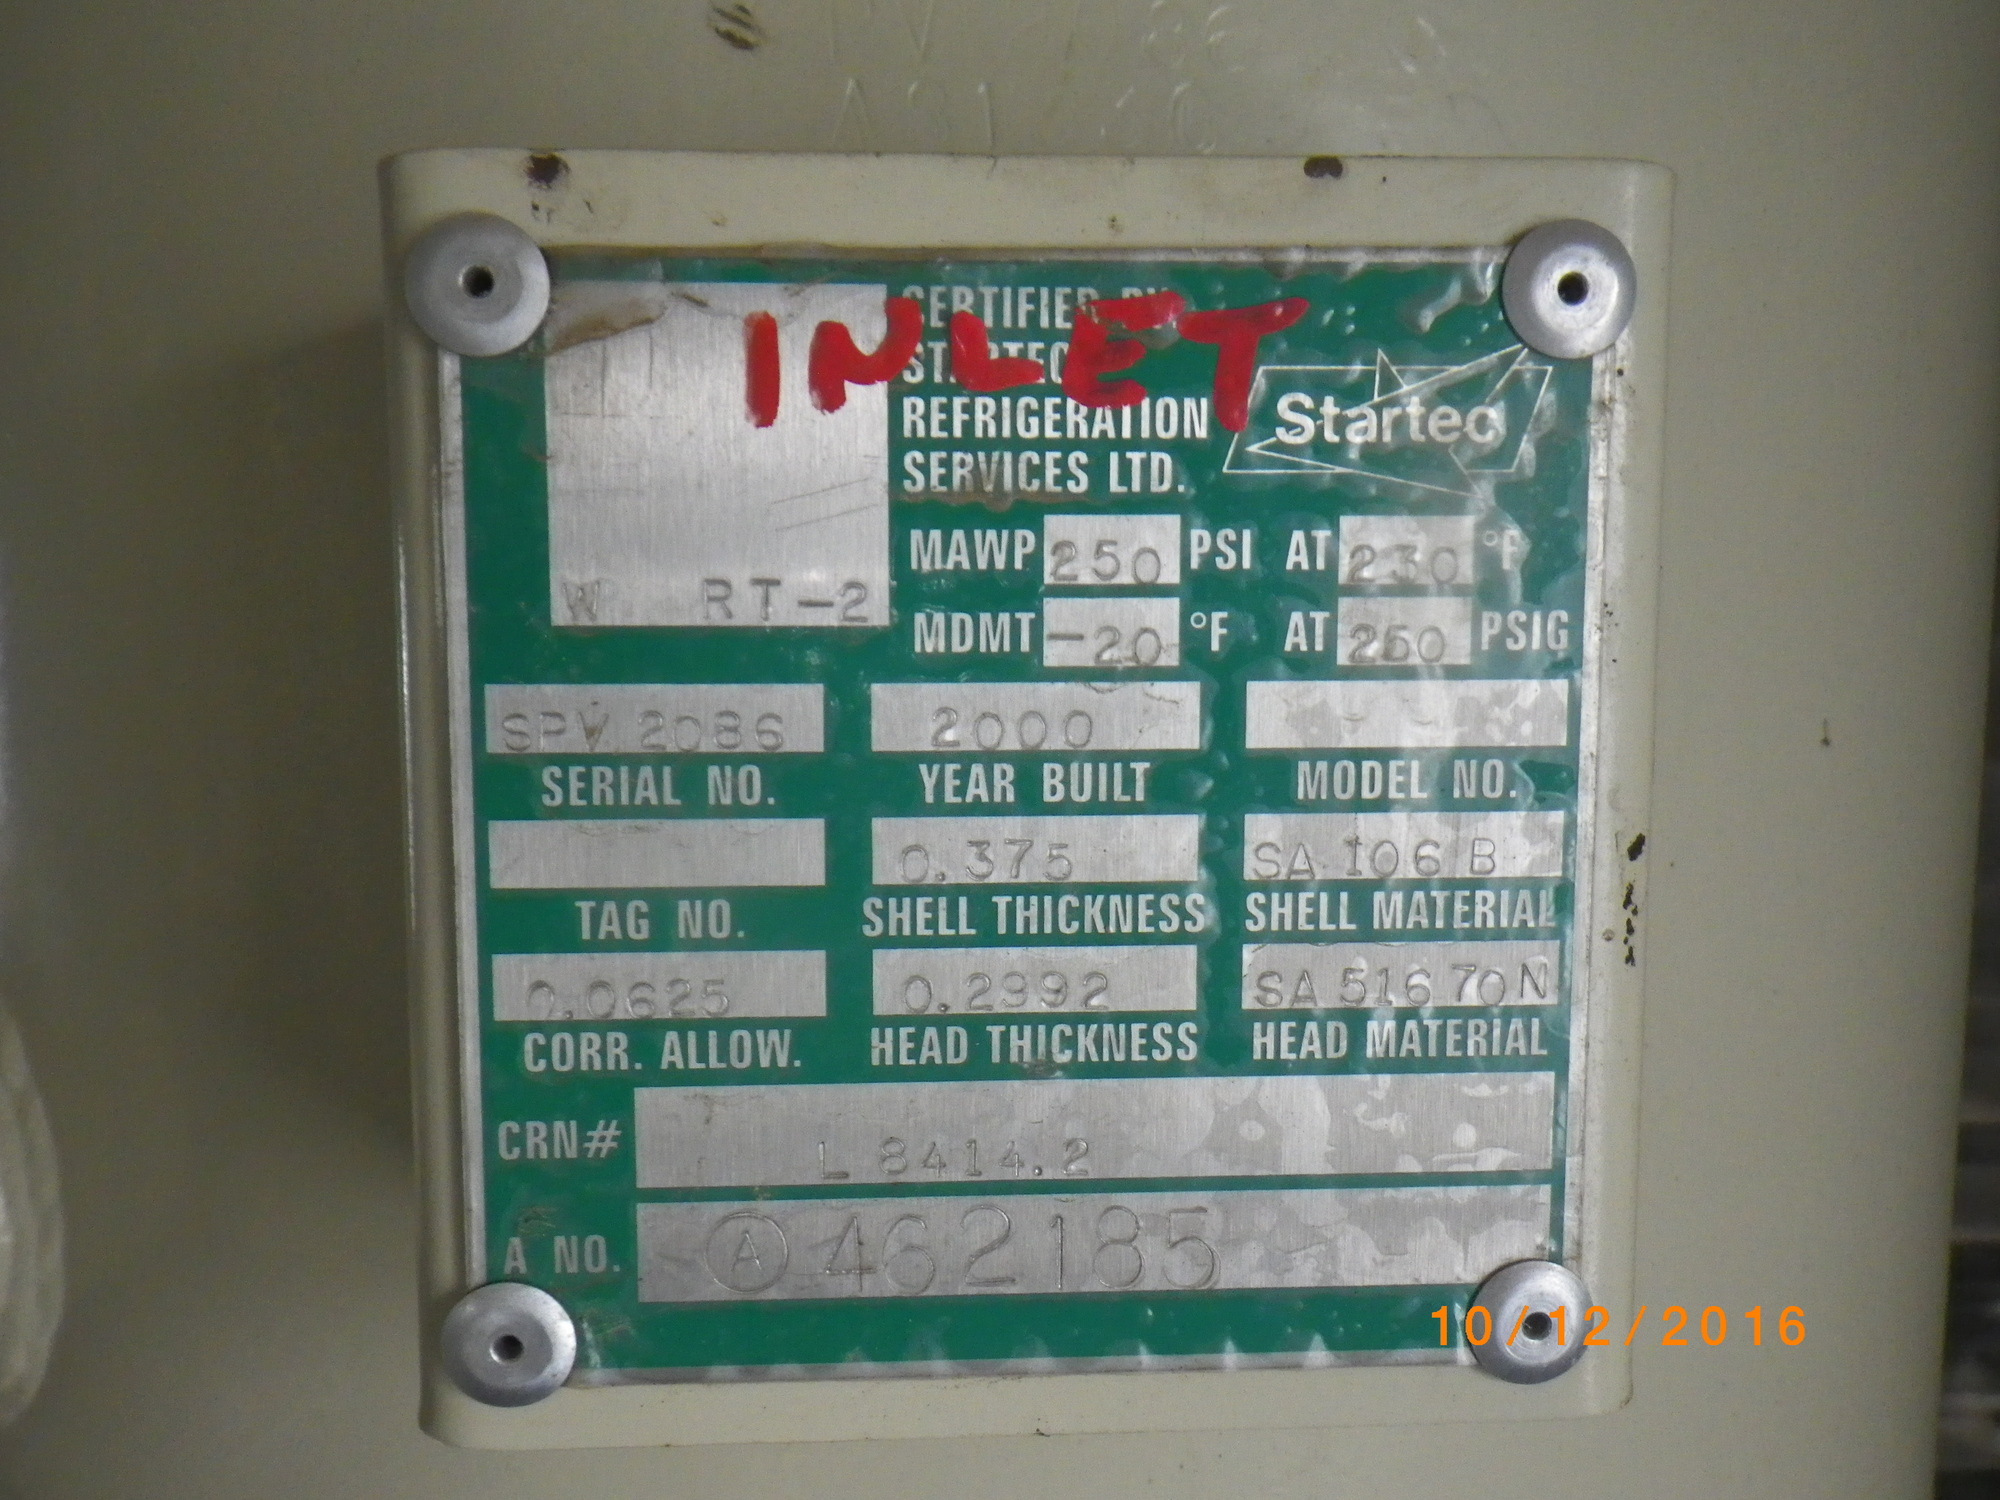 INLET
CERTIFIED BY
STARTEC
REFRIGERATION
SERVICES LTD.
Startec
W RT-2
MAWP 250 PSI AT 230 °F
MDMT -20 °F AT 250 PSIG
SPV 2086 2000
SERIAL NO. YEAR BUILT MODEL NO.
0.375 SA 106 B
TAG NO. SHELL THICKNESS SHELL MATERIAL
0.0625 0.2992 SA 516 70 N
CORR. ALLOW. HEAD THICKNESS HEAD MATERIAL
CRN# L 8414.2
A NO. Ⓐ 462185
10/12/2016